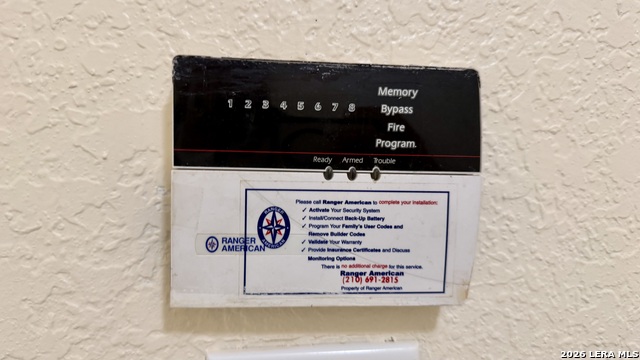 1 2 3 4 5 6 7 8
Memory
Bypass
Fire
Program.
Ready Armed Trouble
Please call Ranger American to complete your installation:
✓ Activate Your Security System
✓ Install/Connect Back-Up Battery
✓ Program Your Family's User Codes and
Remove Builder Codes
✓ Validate Your Warranty
✓ Provide Insurance Certificates and Discuss
Monitoring Options
There is no additional charge for this service.
Ranger American
(210) 691-2815
Property of Ranger American
RANGER
AMERICAN
RANGER
AMERICAN
2025 LERA MLS